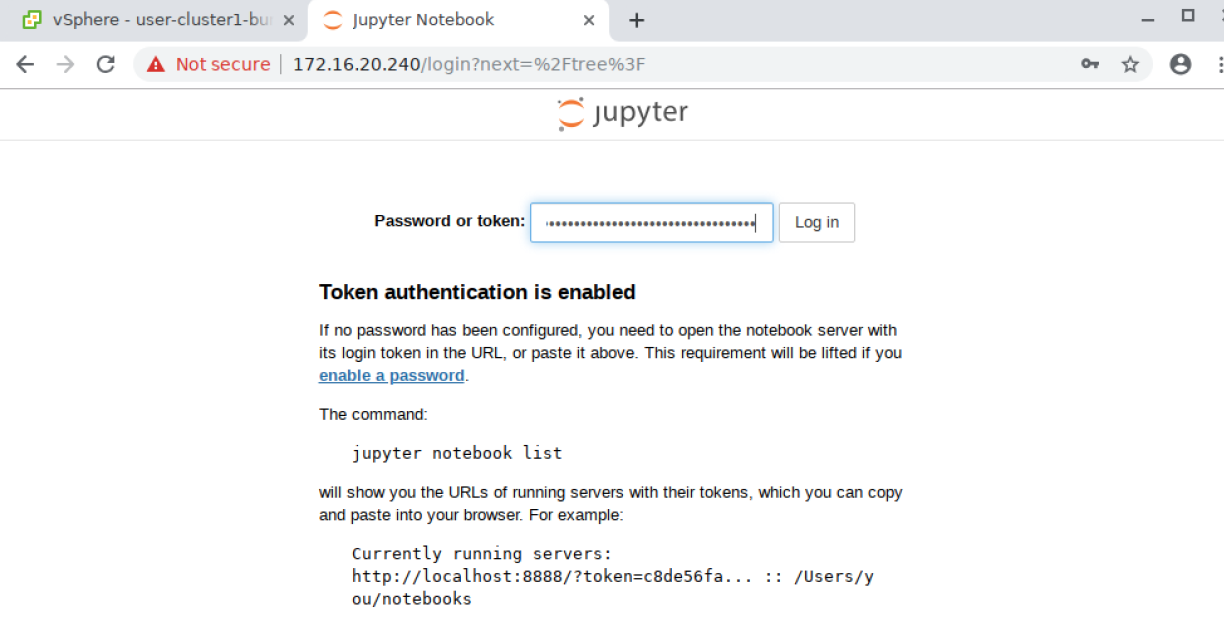 vSphere - user-cluster1-bu
Jupyter Notebook
Not secure 172.16.20.240/login?next=%2Ftree%3F
jupyter
Password or token: Log in
Token authentication is enabled
If no password has been configured, you need to open the notebook server with
its login token in the URL, or paste it above. This requirement will be lifted if you
enable a password.
The command:
jupyter notebook list
will show you the URLs of running servers with their tokens, which you can copy
and paste into your browser. For example:
Currently running servers:
http://localhost:8888/?token=c8de56fa... :: /Users/y
ou/notebooks